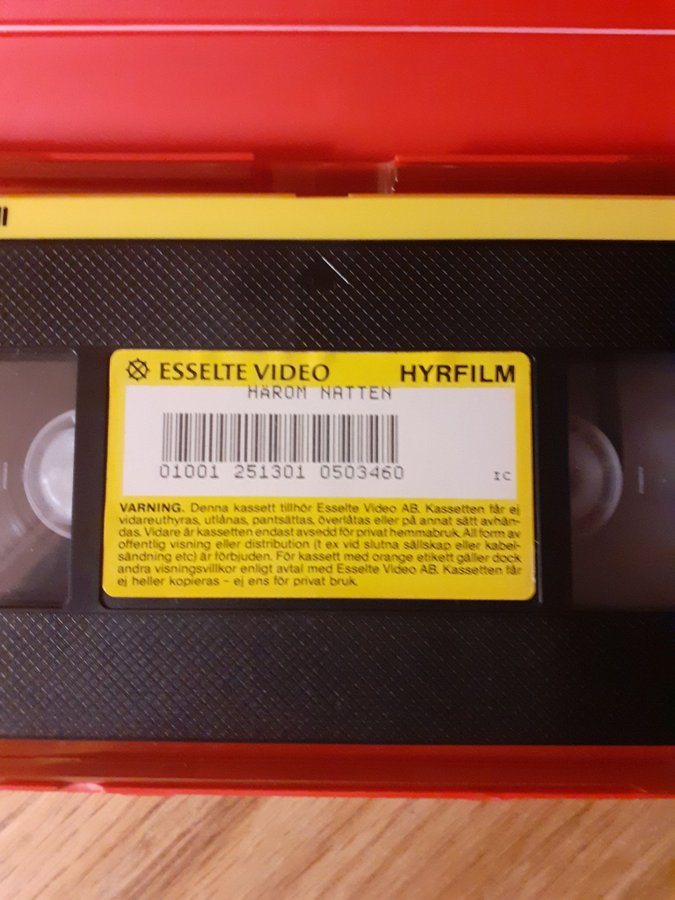 ESSELTE VIDEO HYRFILM
HÄROM NATTEN
01001 251301 0503460 IC
VARNING. Denna kassett tillhör Esselte Video AB. Kassetten får ej
vidareuthyras, utlånas, pantsättas, överlåtas eller på annat sätt avhän-
das. Vidare är kassetten endast avsedd för privat hemmabruk. All form av
offentlig visning eller distribution (t ex vid slutna sällskap eller kabel-
sändning etc) är förbjuden. För kassett med orange etikett gäller dock
andra visningsvillkor enligt avtal med Esselte Video AB. Kassetten får
ej heller kopieras - ej ens för privat bruk.